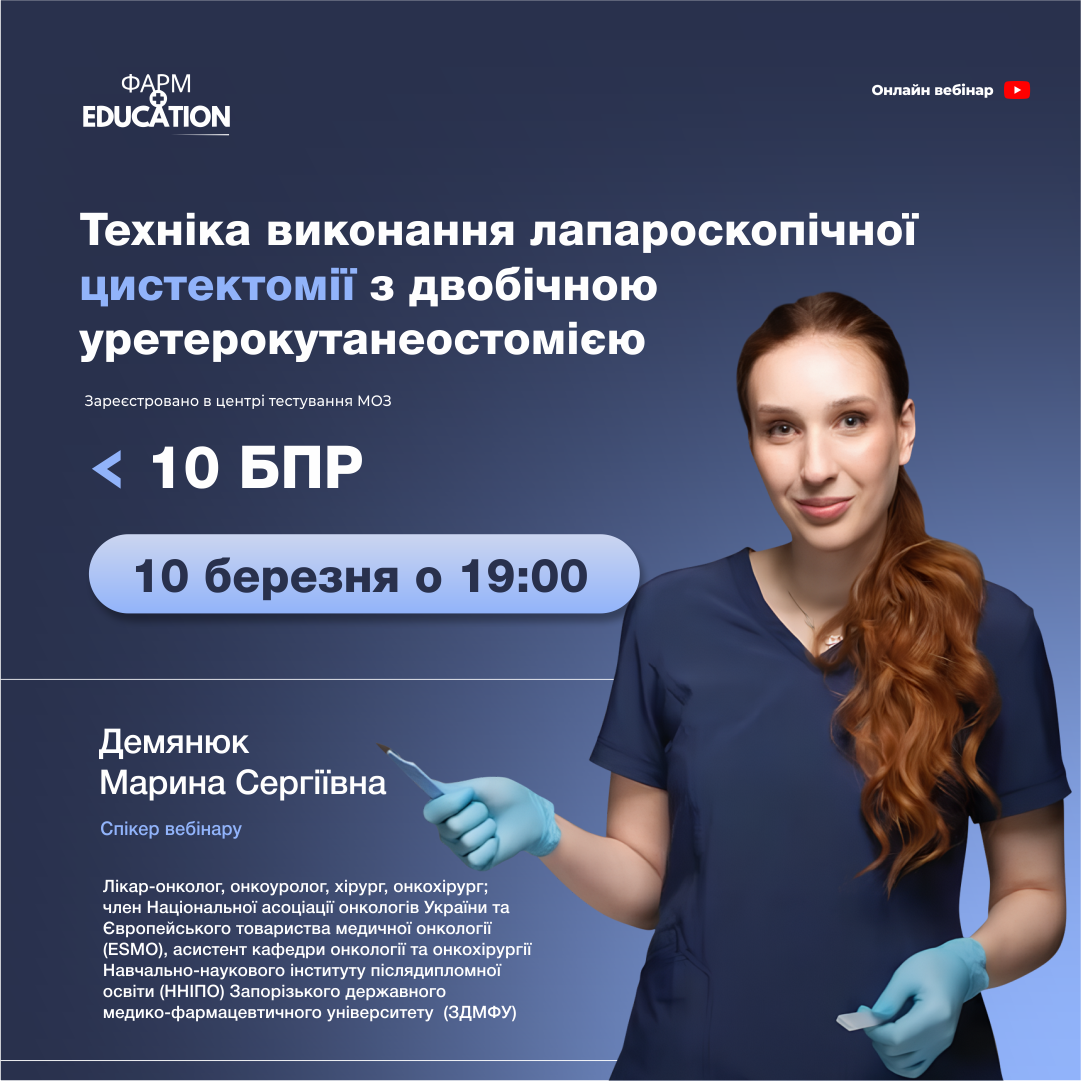 ФАРМ
EDUCATION
Онлайн вебінар
Техніка виконання лапароскопічної
цистектомії з двобічною
уретерокутанеостомією
Зареєстровано в центрі тестування МОЗ
< 10 БПР
10 березня о 19:00
Демянюк
Марина Сергіївна
Спікер вебінару
Лікар-онколог, онкоуролог, хірург, онкохірург;
член Національної асоціації онкологів України та
Європейського товариства медичної онкології
(ESMO), асистент кафедри онкології та онкохірургії
Навчально-наукового інституту післядипломної
освіти (ННІПО) Запорізького державного
медико-фармацевтичного університету (ЗДМФУ)